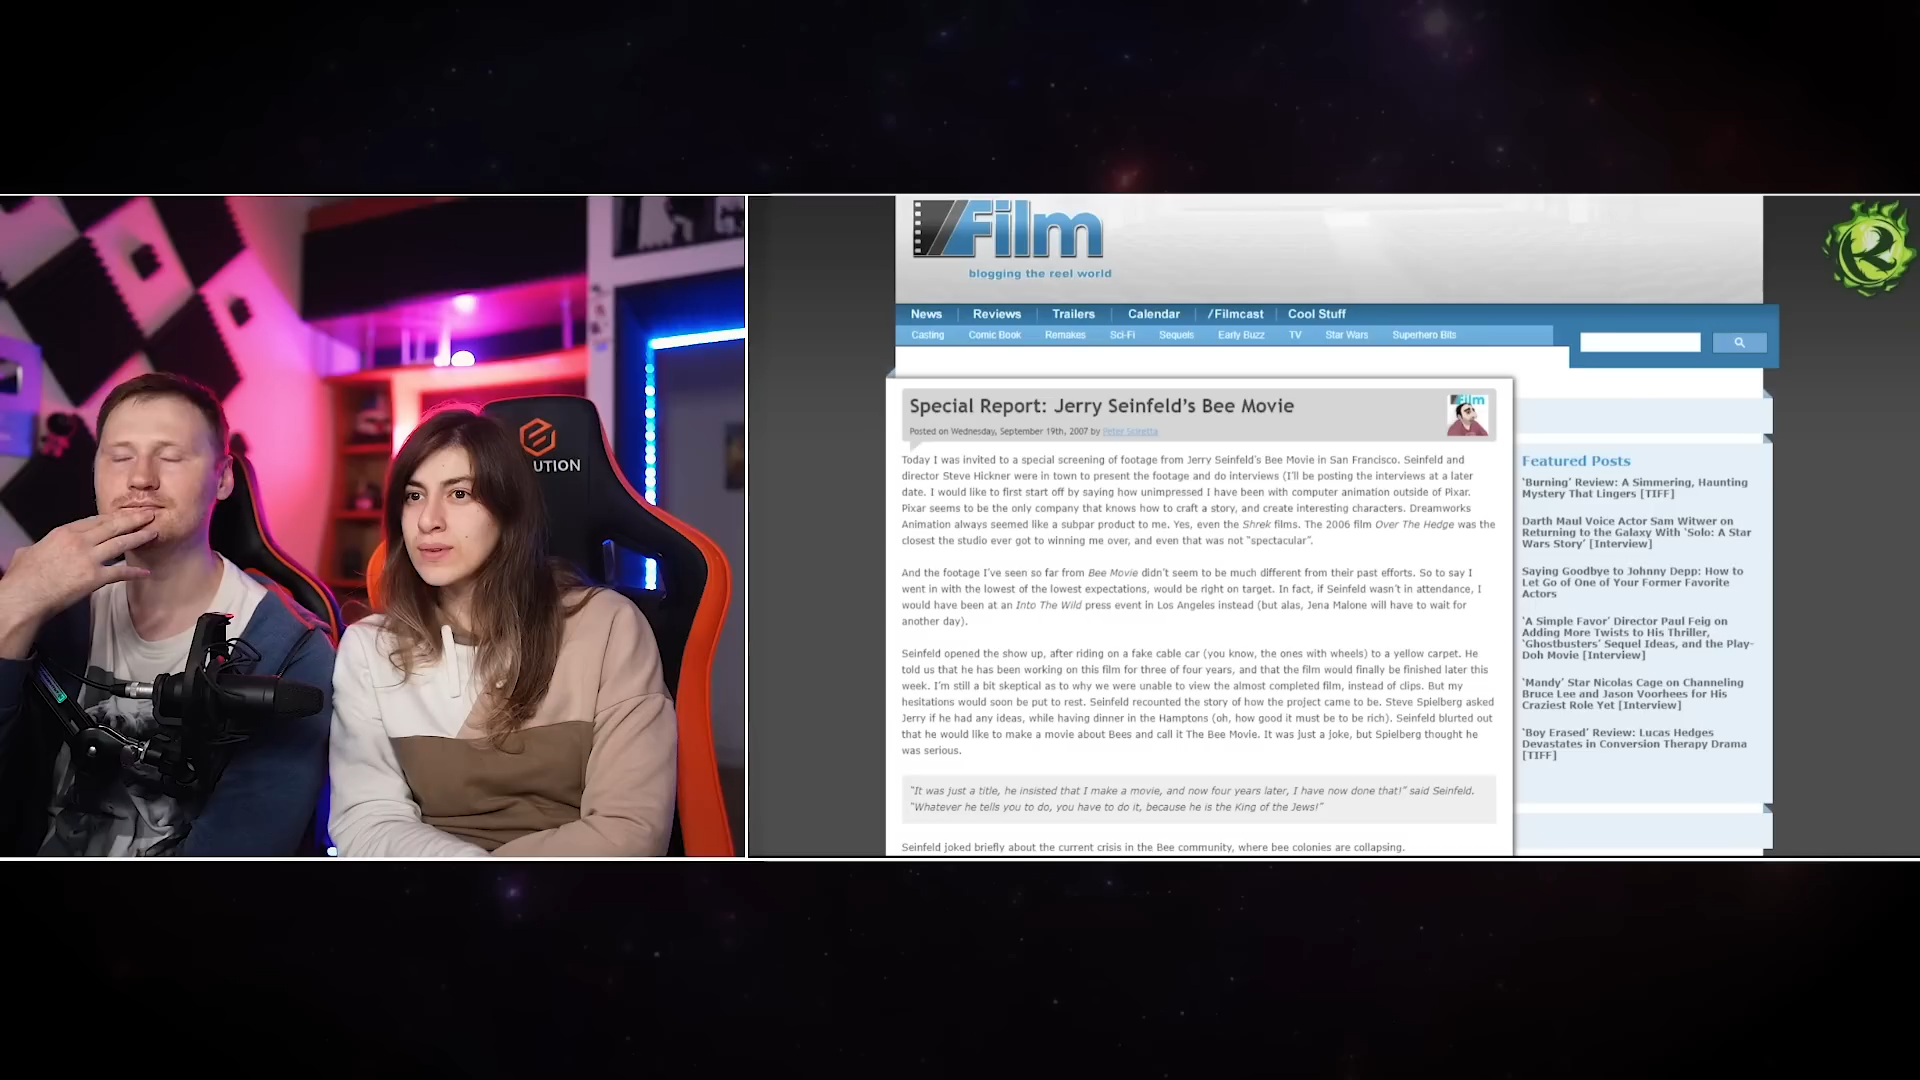 UTION
/Film
blogging the reel world
News
Reviews
Trailers
Calendar
/Filmcast
Cool Stuff
Casting
Comic Book
Remakes
Sci-Fi
Sequels
Early Buzz
TV
Star Wars
Superhero Bits
Special Report: Jerry Seinfeld's Bee Movie
Posted on Wednesday, September 19th, 2007 by Peter Sciretta
Today I was invited to a special screening of footage from Jerry Seinfeld's Bee Movie in San Francisco. Seinfeld and
director Steve Hickner were in town to present the footage and do interviews (I'll be posting the interviews at a later
date. I would like to first start off by saying how unimpressed I have been with computer animation outside of Pixar.
Pixar seems to be the only company that knows how to craft a story, and create interesting characters. Dreamworks
Animation always seemed like a subpar product to me. Yes, even the Shrek films. The 2006 film Over The Hedge was the
closest the studio ever got to winning me over, and even that was not "spectacular".
And the footage I've seen so far from Bee Movie didn't seem to be much different from their past efforts. So to say I
went in with the lowest of the lowest expectations, would be right on target. In fact, if Seinfeld wasn't in attendance, I
would have been at an Into The Wild press event in Los Angeles instead (but alas, Jena Malone will have to wait for
another day).
Seinfeld opened the show up, after riding on a fake cable car (you know, the ones with wheels) to a yellow carpet. He
told us that he has been working on this film for three of four years, and that the film would finally be finished later this
week. I'm still a bit skeptical as to why we were unable to view the almost completed film, instead of clips. But my
hesitations would soon be put to rest. Seinfeld recounted the story of how the project came to be. Steve Spielberg asked
Jerry if he had any ideas, while having dinner in the Hamptons (oh, how good it must be to be rich). Seinfeld blurted out
that he would like to make a movie about Bees and call it The Bee Movie. It was just a joke, but Spielberg thought he
was serious.
"It was just a title, he insisted that I make a movie, and now four years later, I have now done that!" said Seinfeld.
"Whatever he tells you to do, you have to do it, because he is the King of the Jews!"
Seinfeld joked briefly about the current crisis in the Bee community, where bee colonies are collapsing.
Featured Posts
'Burning' Review: A Simmering, Haunting
Mystery That Lingers [TIFF]
Darth Maul Voice Actor Sam Witwer on
Returning to the Galaxy With 'Solo: A Star
Wars Story' [Interview]
Saying Goodbye to Johnny Depp: How to
Let Go of One of Your Former Favorite
Actors
'A Simple Favor' Director Paul Feig on
Adding More Twists to His Thriller,
'Ghostbusters' Sequel Ideas, and the Play-
Doh Movie [Interview]
'Mandy' Star Nicolas Cage on Channeling
Bruce Lee and Jason Voorhees for His
Craziest Role Yet [Interview]
'Boy Erased' Review: Lucas Hedges
Devastates in Conversion Therapy Drama
[TIFF]